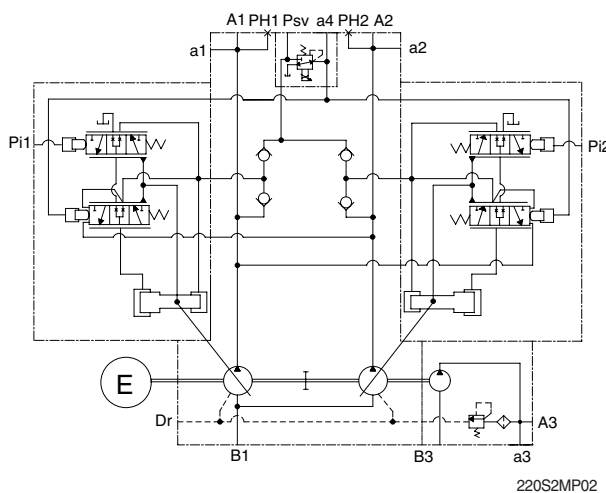 A1 PH1 Psv a4 PH2 A2
a1 a2
Pi1 Pi2
E
Dr A3
B1 B3 a3
220S2MP02